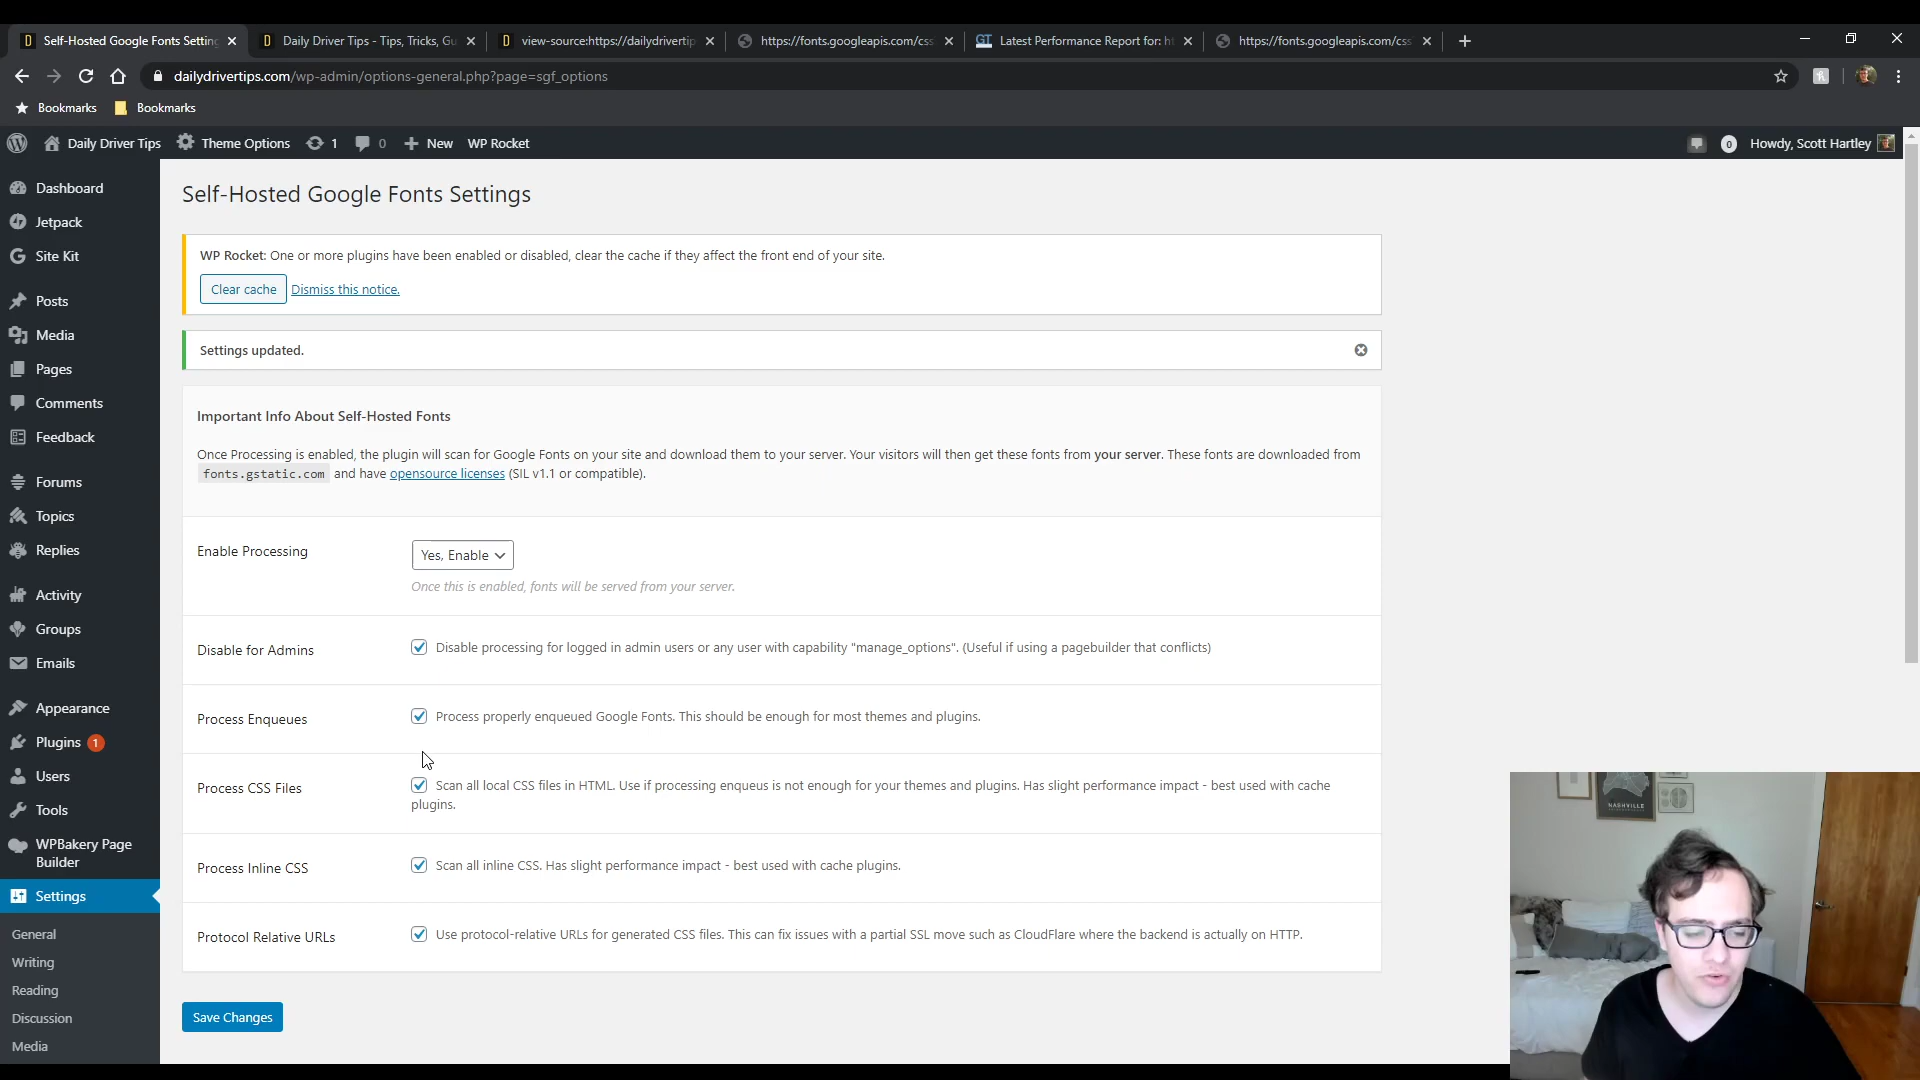 Self-Hosted Google Fonts Setting
Daily Driver Tips - Tips, Tricks, Gu
view-source:https://dailydrivertip
https://fonts.googleapis.com/css
GT Latest Performance Report for: ht
https://fonts.googleapis.com/css
dailydrivertips.com/wp-admin/options-general.php?page=sgf_options
Bookmarks
Bookmarks
Daily Driver Tips
Theme Options
1
0
New
WP Rocket
0
Howdy, Scott Hartley
Dashboard
Jetpack
Site Kit
Posts
Media
Pages
Comments
Feedback
Forums
Topics
Replies
Activity
Groups
Emails
Appearance
Plugins 1
Users
Tools
WPBakery Page
Builder
Settings
General
Writing
Reading
Discussion
Media
Self-Hosted Google Fonts Settings
WP Rocket: One or more plugins have been enabled or disabled, clear the cache if they affect the front end of your site.
Clear cache Dismiss this notice.
Settings updated.
Important Info About Self-Hosted Fonts
Once Processing is enabled, the plugin will scan for Google Fonts on your site and download them to your server. Your visitors will then get these fonts from your server. These fonts are downloaded from
fonts.gstatic.com and have opensource licenses (SIL v1.1 or compatible).
Enable Processing
Yes, Enable
Once this is enabled, fonts will be served from your server.
Disable for Admins
Disable processing for logged in admin users or any user with capability "manage_options". (Useful if using a pagebuilder that conflicts)
Process Enqueues
Process properly enqueued Google Fonts. This should be enough for most themes and plugins.
Process CSS Files
Scan all local CSS files in HTML. Use if processing enqueus is not enough for your themes and plugins. Has slight performance impact - best used with cache
plugins.
Process Inline CSS
Scan all inline CSS. Has slight performance impact - best used with cache plugins.
Protocol Relative URLs
Use protocol-relative URLs for generated CSS files. This can fix issues with a partial SSL move such as CloudFlare where the backend is actually on HTTP.
Save Changes
NASHVILLE